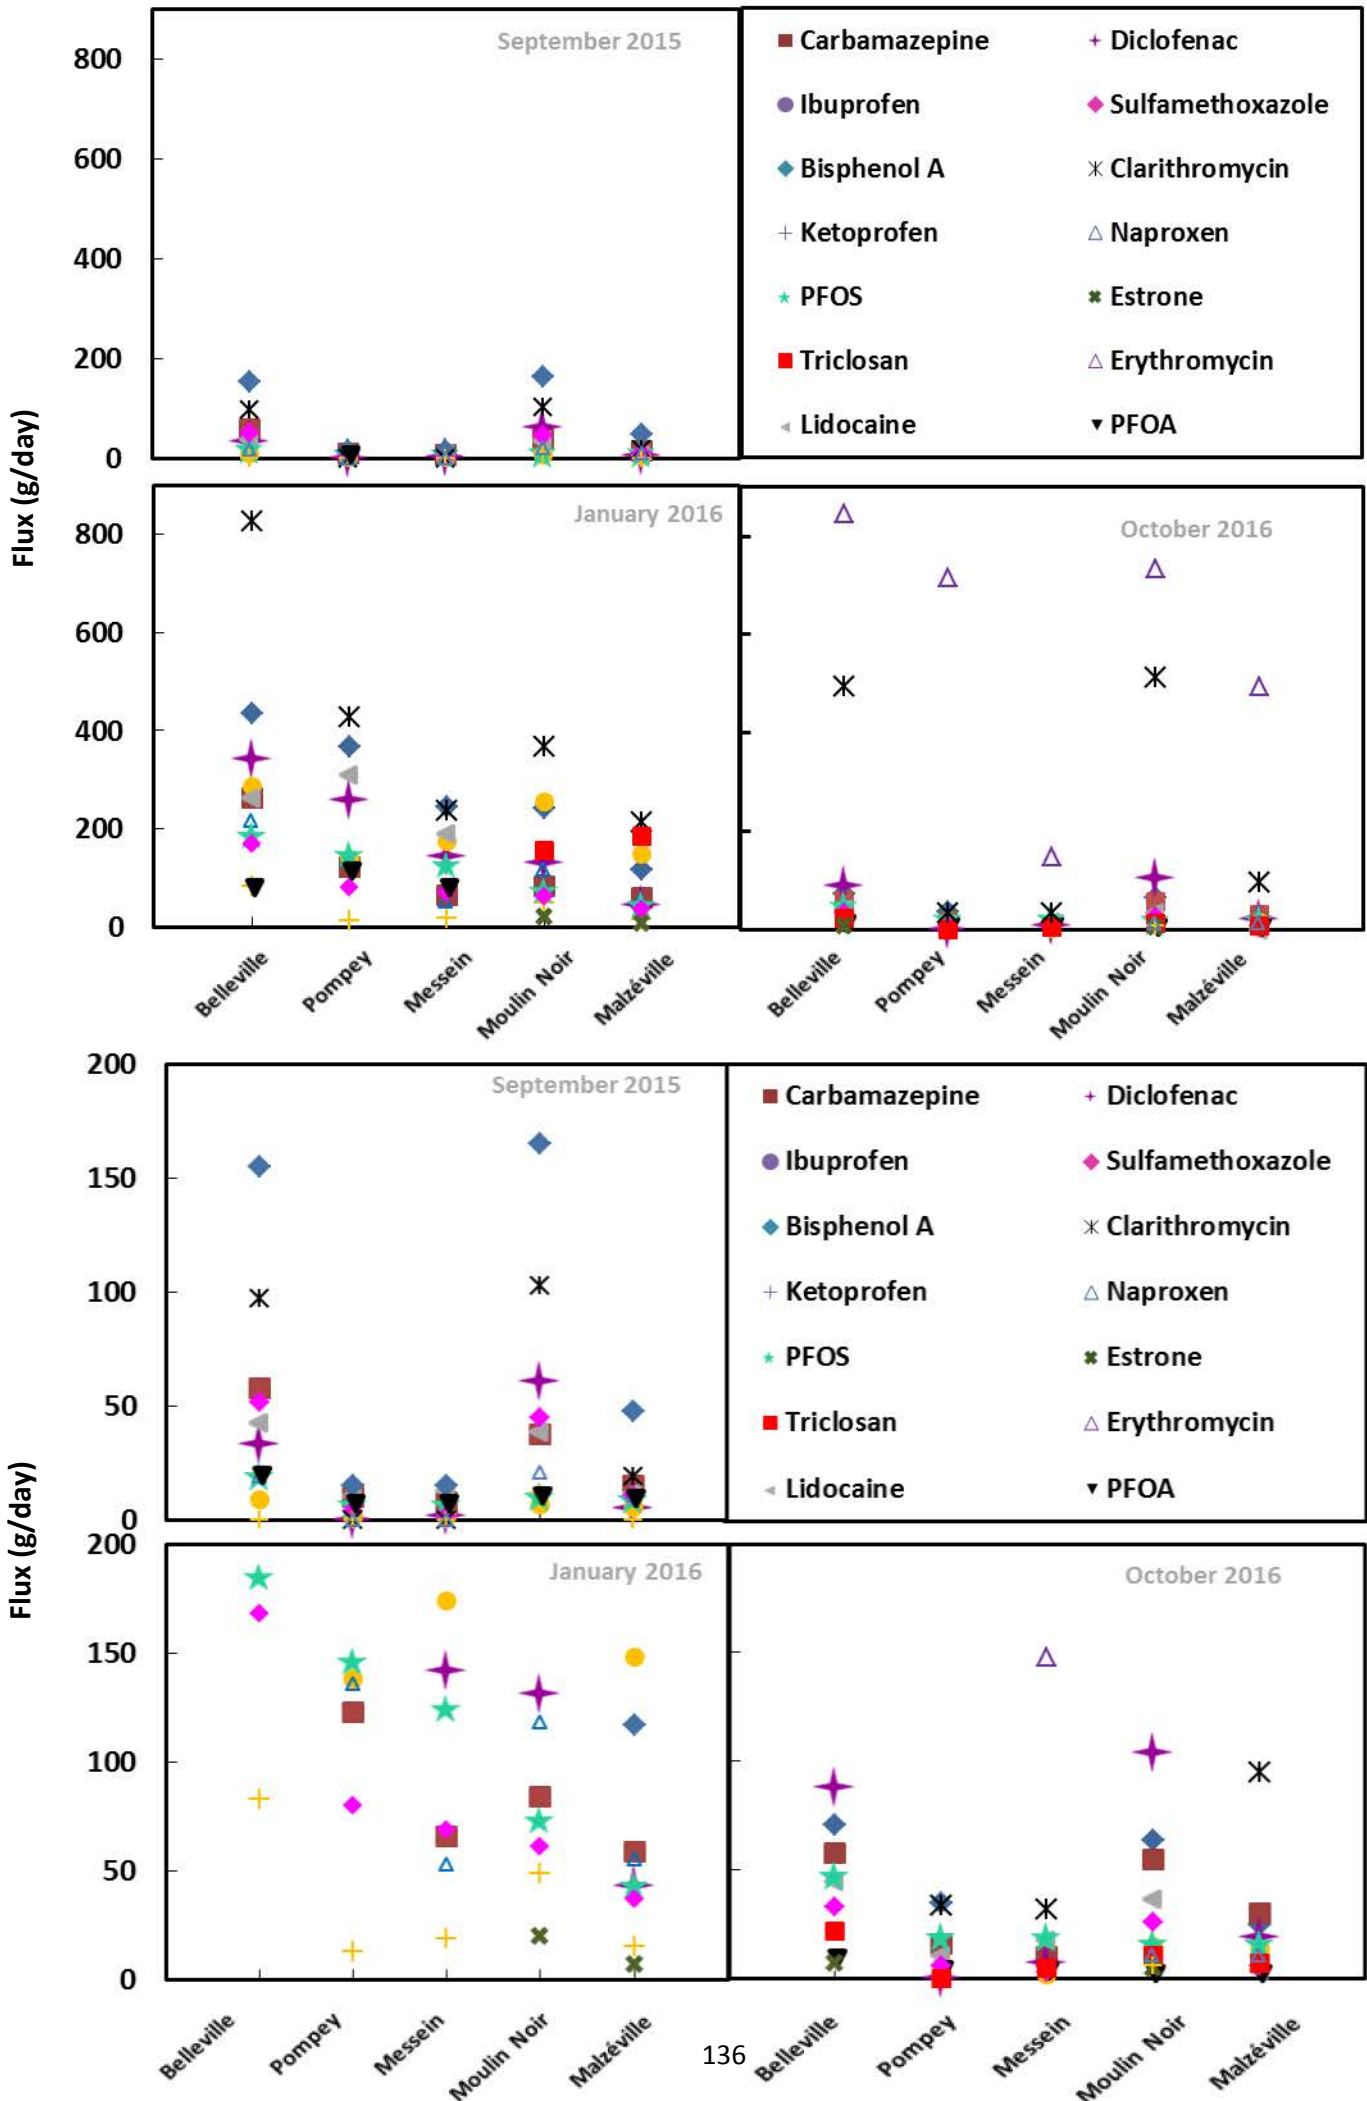 September 2015
800
600
400
200
0
Carbamazepine
Diclofenac
Ibuprofen
Sulfamethoxazole
Bisphenol A
Clarithromycin
Ketoprofen
Naproxen
PFOS
Estrone
Triclosan
Erythromycin
Lidocaine
PFOA
Flux (g/day)
January 2016
800
600
400
200
0
October 2016
Belleville
Pompey
Messein
Moulin Noir
Malzéville
Belleville
Pompey
Messein
Moulin Noir
Malzéville
200
September 2015
150
100
50
0
Carbamazepine
Diclofenac
Ibuprofen
Sulfamethoxazole
Bisphenol A
Clarithromycin
Ketoprofen
Naproxen
PFOS
Estrone
Triclosan
Erythromycin
Lidocaine
PFOA
Flux (g/day)
200
January 2016
150
100
50
0
October 2016
Belleville
Pompey
Messein
Moulin Noir
Malzéville
Belleville
Pompey
Messein
Moulin Noir
Malzéville
136